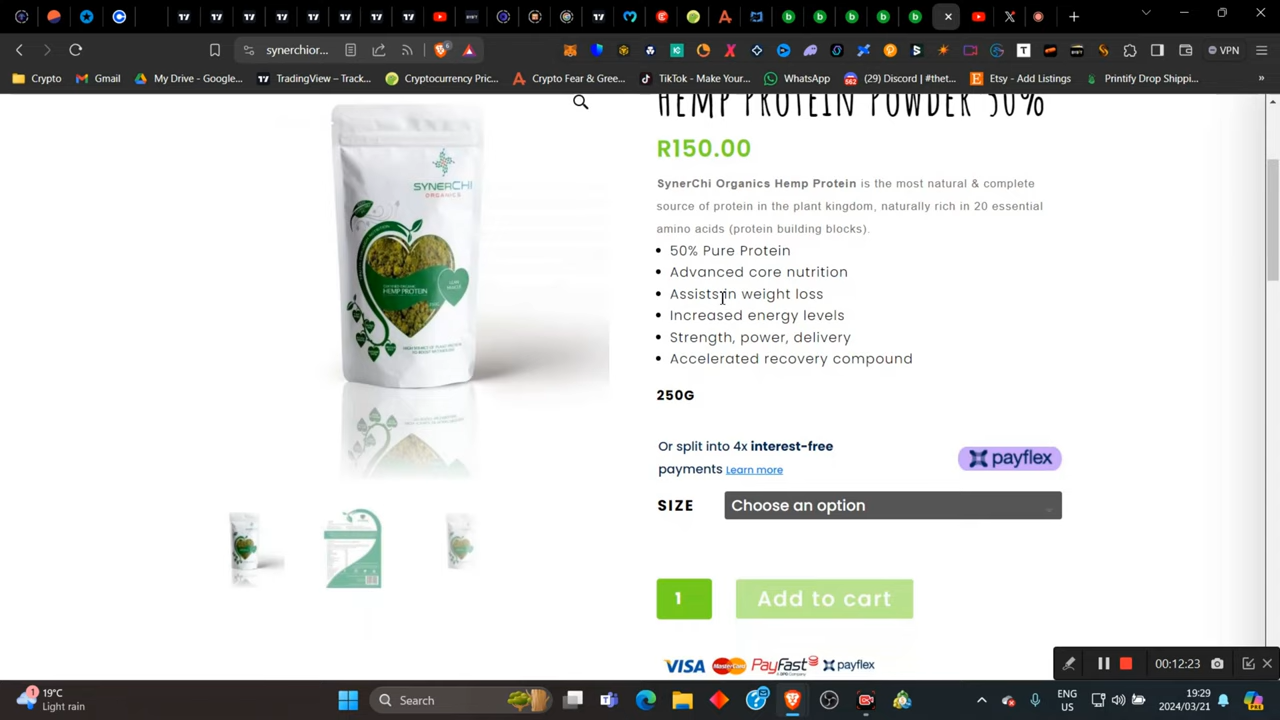 synerchior...
VPN
Crypto
Gmail
My Drive - Google...
TradingView – Track...
Cryptocurrency Pric...
Crypto Fear & Gree...
TikTok - Make Your...
WhatsApp
(29) Discord | #thet...
Etsy - Add Listings
Printify Drop Shippi...
»
HEMP PROTEIN POWDER 50%
R150.00
SynerChi Organics Hemp Protein is the most natural & complete
source of protein in the plant kingdom, naturally rich in 20 essential
amino acids (protein building blocks).
• 50% Pure Protein
• Advanced core nutrition
• Assists in weight loss
• Increased energy levels
• Strength, power, delivery
• Accelerated recovery compound
250G
Or split into 4x interest-free
payments Learn more
payflex
SIZE
Choose an option
1
Add to cart
VISA MasterCard PayFast payflex
SYNERCHI
ORGANICS
HEMP PROTEIN
00:12:23
1
19°C
Light rain
Search
ENG
US
19:29
2024/03/21